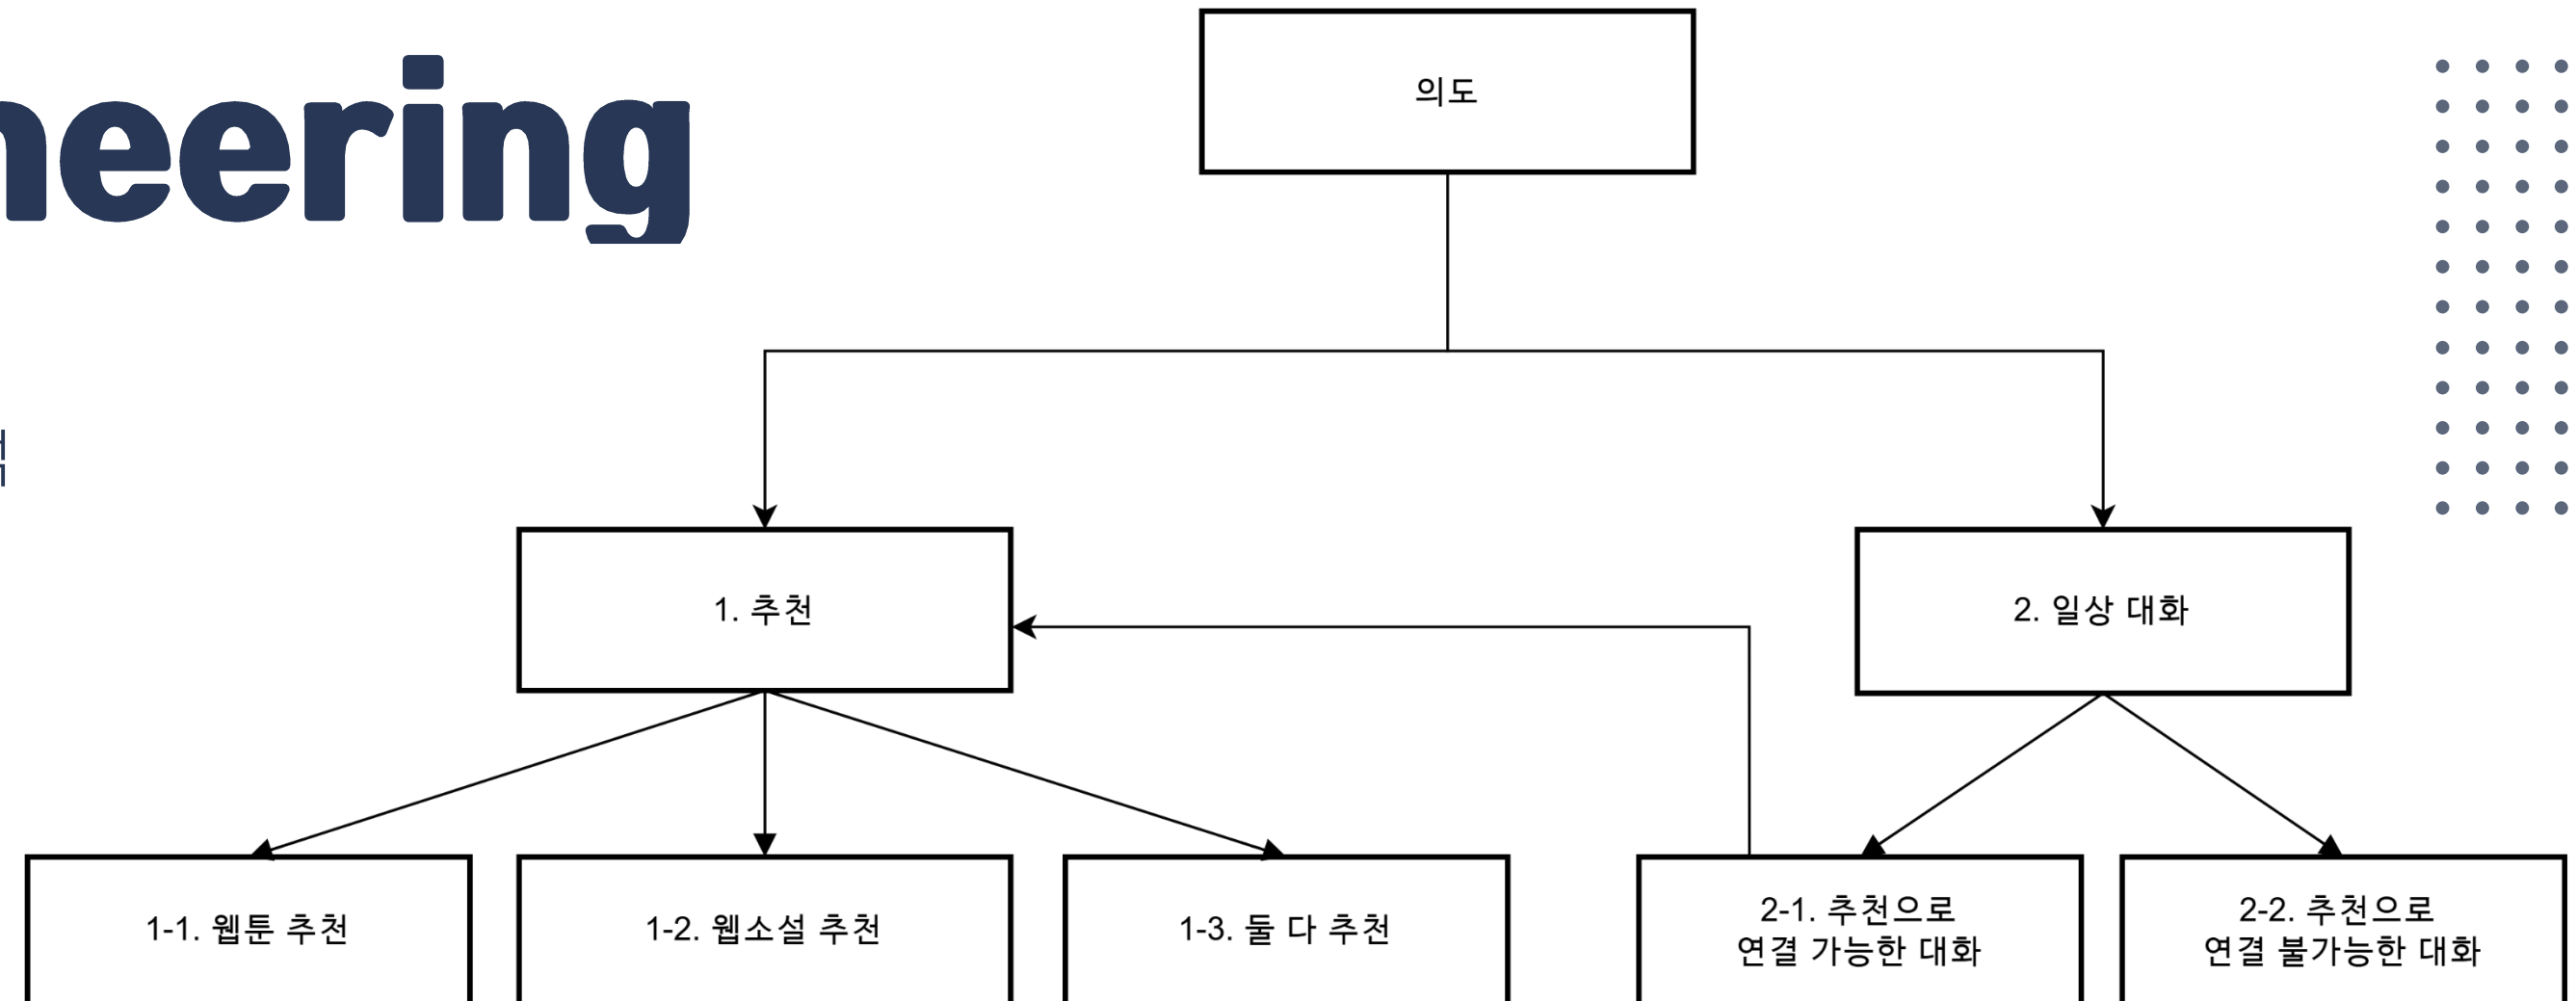 neering
의도
1. 추천
2. 일상 대화
1-1. 웹툰 추천
1-2. 웹소설 추천
1-3. 둘 다 추천
2-1. 추천으로
연결 가능한 대화
2-2. 추천으로
연결 불가능한 대화